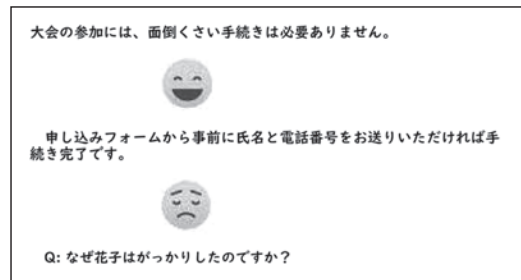 大会の参加には、面倒くさい手続きは必要ありません。
申し込みフォームから事前に氏名と電話番号をお送りいただければ手
続き完了です。
Q: なぜ花子はがっかりしたのですか？